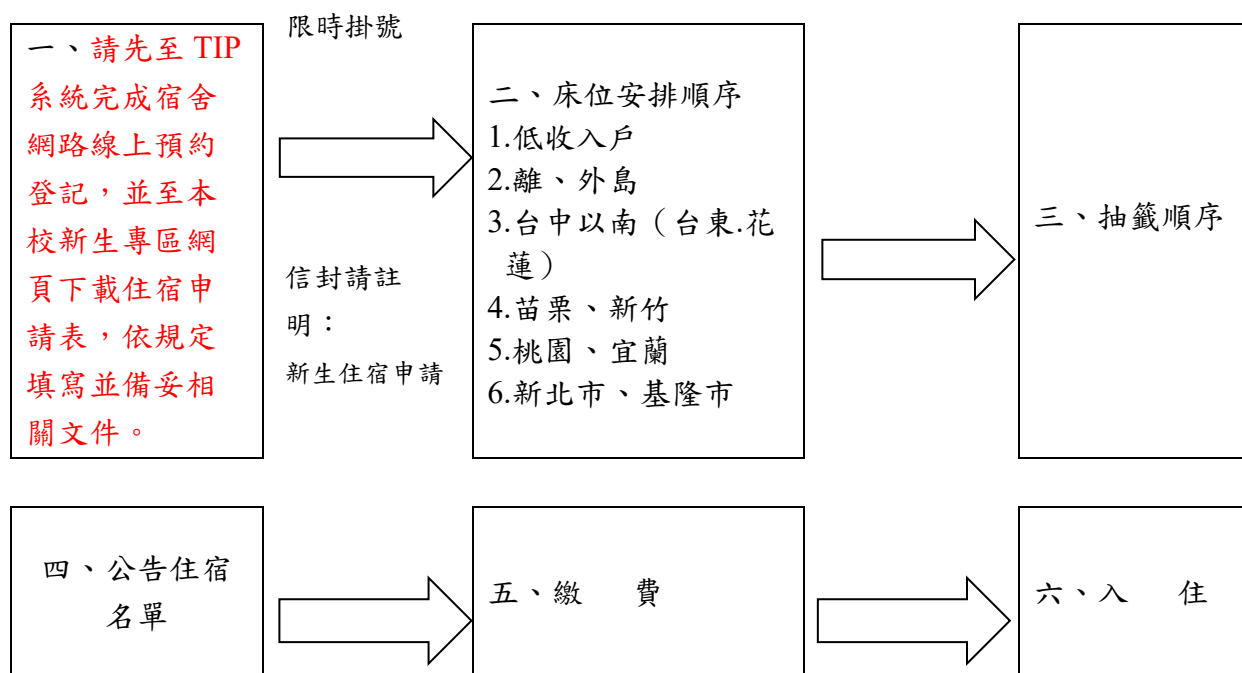 一、請先至 TIP
系統完成宿舍
網路線上預約
登記，並至本
校新生專區網
頁下載住宿申
請表，依規定
填寫並備妥相
關文件。
限時掛號
信封請註
明：
新生住宿申請
二、床位安排順序
1.低收入戶
2.離、外島
3.台中以南（台東.花
蓮）
4.苗栗、新竹
5.桃園、宜蘭
6.新北市、基隆市
三、抽籤順序
四、公告住宿
名單
五、繳　費
六、入　住